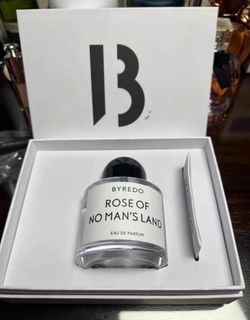 B
BYREDO
ROSE OF
NO MAN'S LAND
EAU DE PARFUM